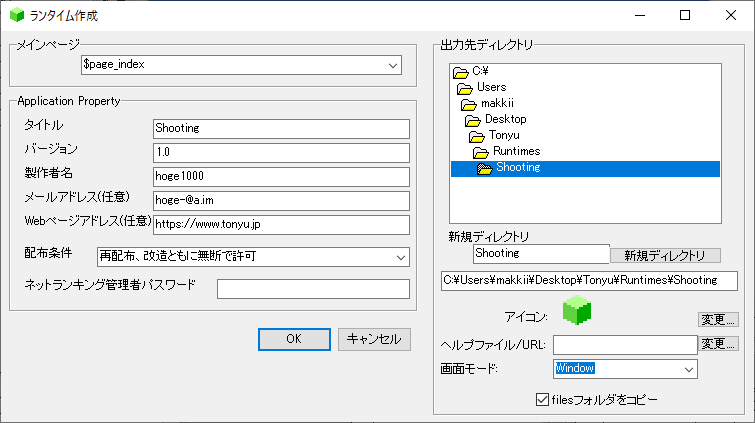 ランタイム作成
メインページ
$page_index
Application Property
タイトル
Shooting
バージョン
1.0
製作者名
hoge1000
メールアドレス(任意)
hoge-@a.im
Webページアドレス(任意)
https://www.tonyu.jp
配布条件
再配布、改造ともに無断で許可
ネットランキング管理者パスワード
OK
キャンセル
出力先ディレクトリ
C:¥
Users
makkii
Desktop
Tonyu
Runtimes
Shooting
新規ディレクトリ
Shooting
新規ディレクトリ
C:¥Users¥makkii¥Desktop¥Tonyu¥Runtimes¥Shooting
アイコン:
変更...
ヘルプファイル/URL:
変更...
画面モード:
Window
filesフォルダをコピー